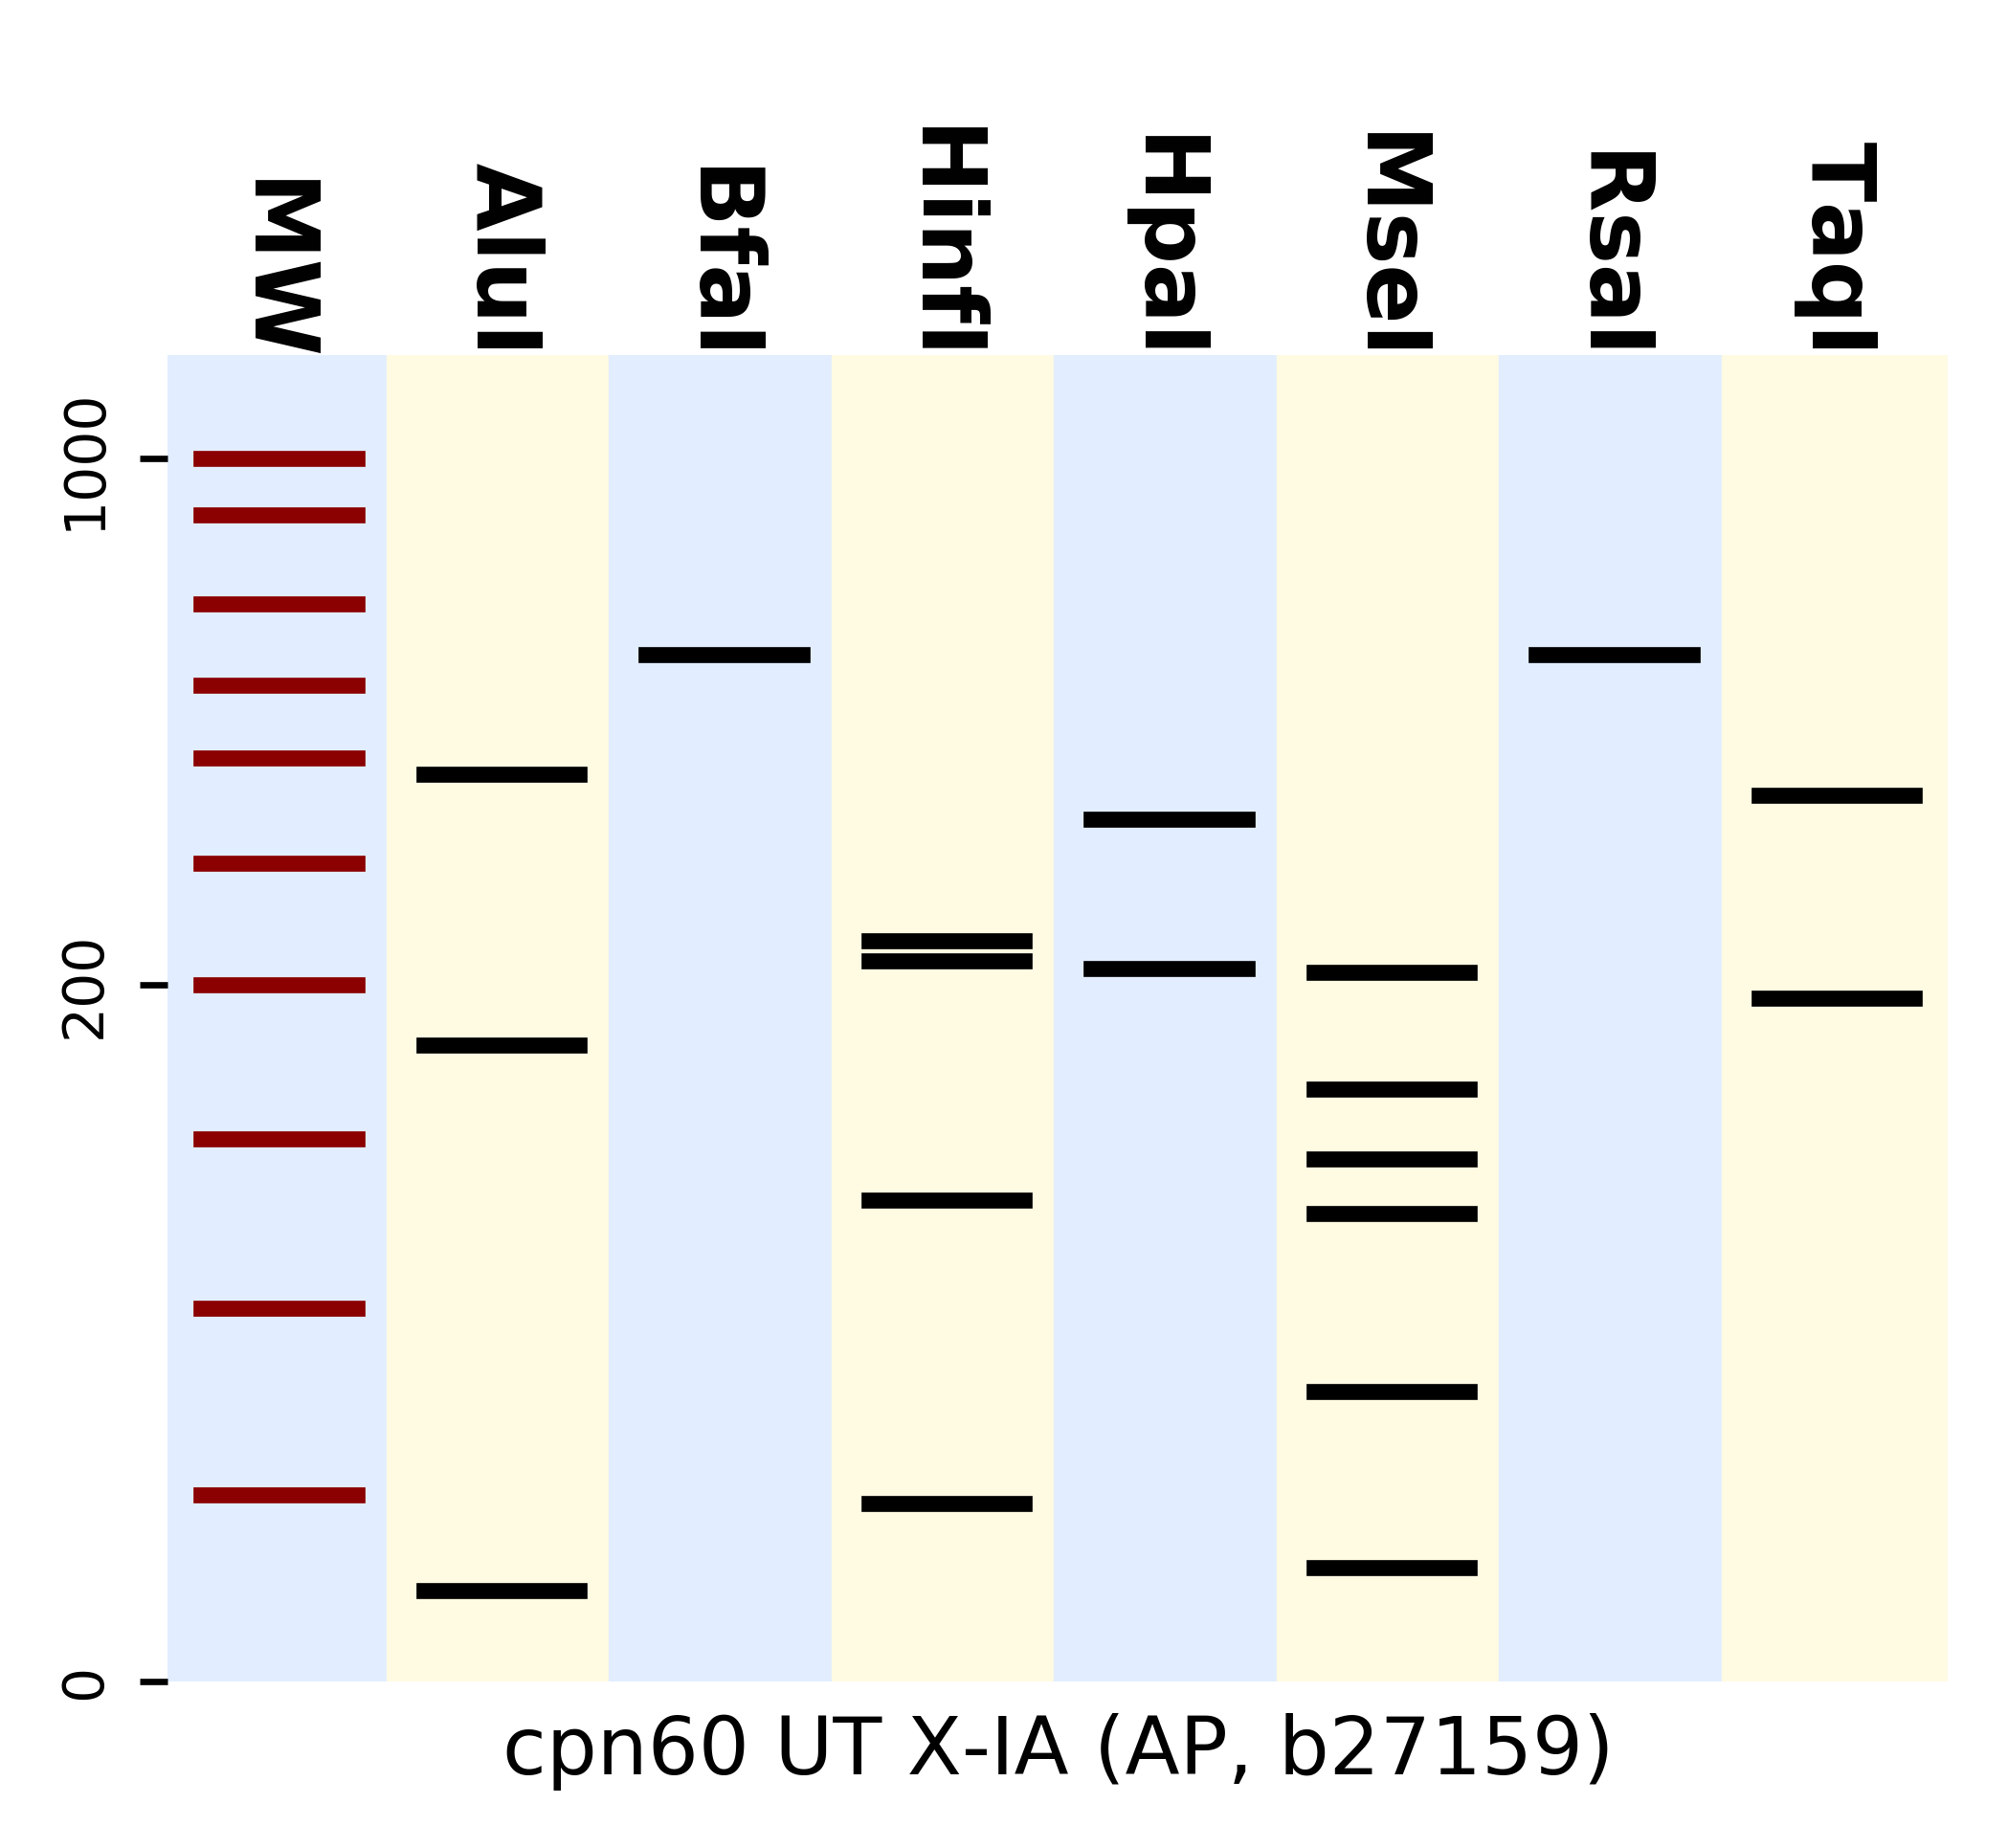 MW
AluI
BfaI
HinfI
HpaI
MseI
RsaI
TaqI
1000
200
0
cpn60 UT X-IA (AP, b27159)